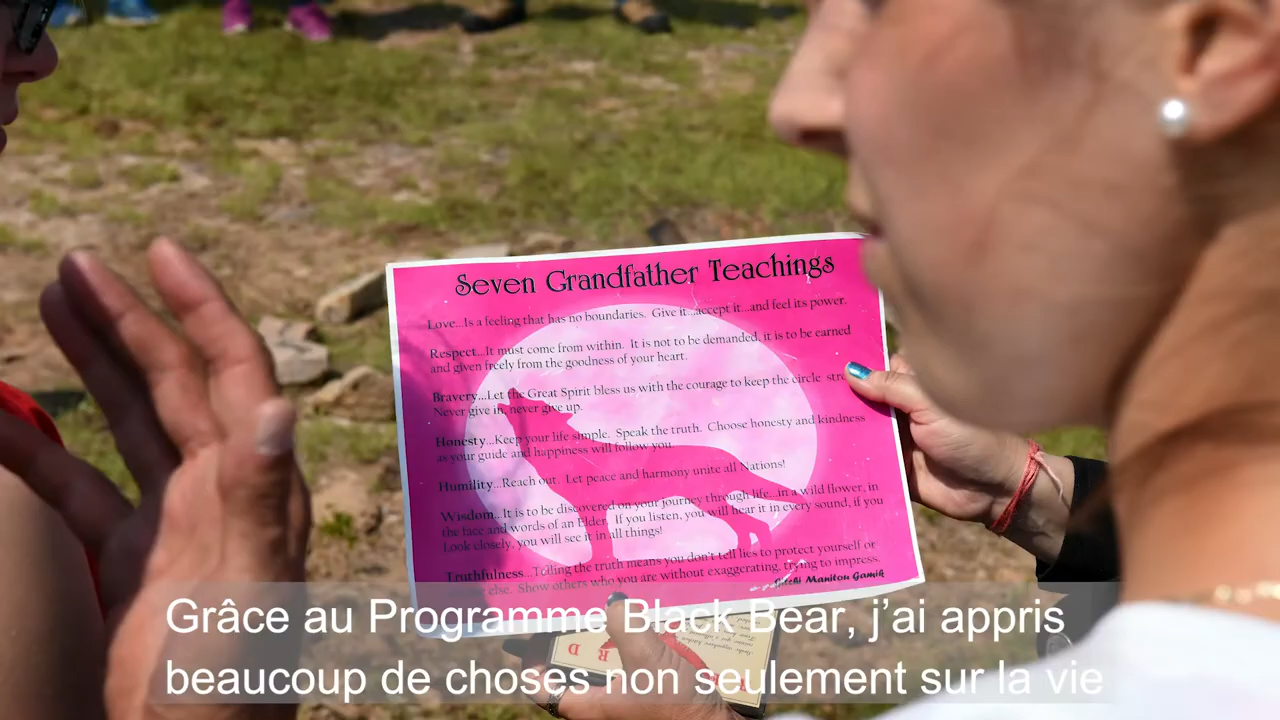 Seven Grandfather Teachings
Love...Is a feeling that has no boundaries. Give it...accept it...and feel its power.
Respect...It must come from within. It is not to be demanded, it is to be earned
and given freely from the goodness of your heart.
Bravery...Let the Great Spirit bless us with the courage to keep the circle
Never give in, never give up.
Honesty...Keep your life simple. Speak the truth. Choose honesty and kindness
as your guide and happiness will follow you
Humility...Reach out. Let peace and harmony unite all Nations!
Wisdom.. It is to be discovered on your journey through life...in a wild flower, in
the face and words of an Elder. If you listen, you will hear it in every sound, if you
Look closely, you will see it in all things!
Truthfulness...Telling the truth means you don't tell lies to protect yourself or
else. Show others who you are without exaggerating, trying to impress.
Gitchi Manitou Gamik
Grâce au Programme Black Bear, j'ai appris
beaucoup de choses non seulement sur la vie